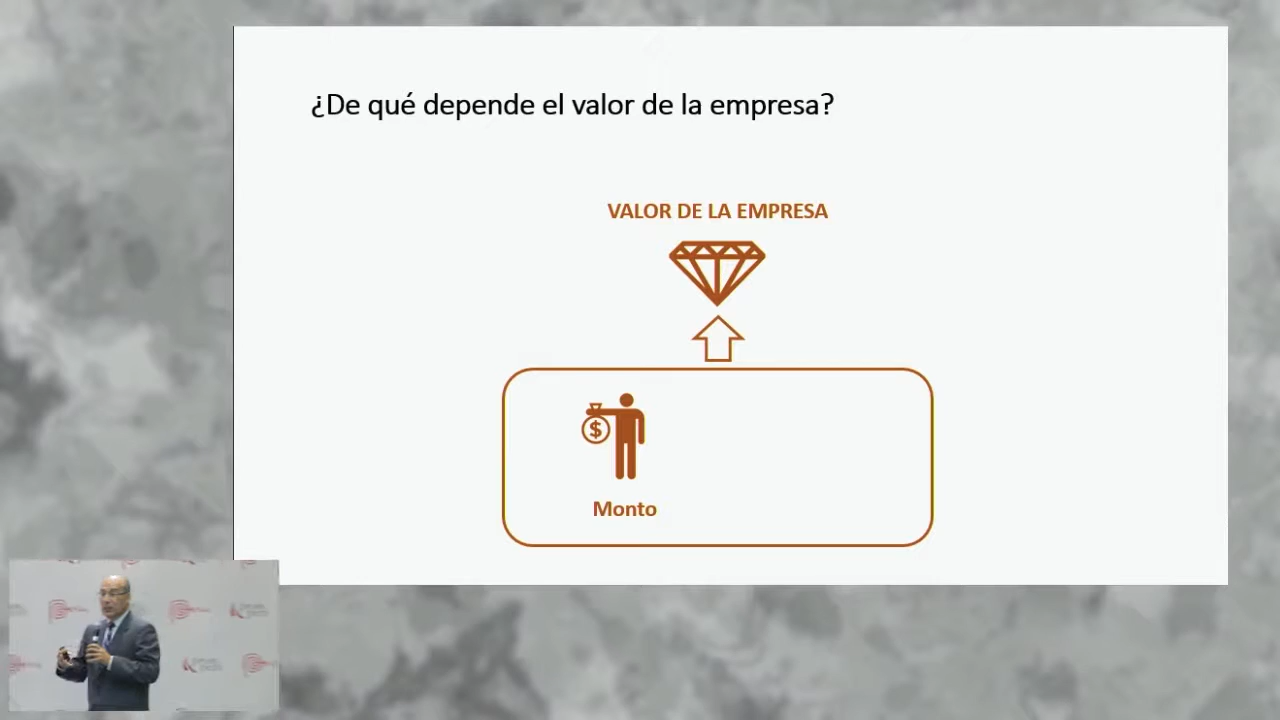 ¿De qué depende el valor de la empresa?
VALOR DE LA EMPRESA
$
Monto